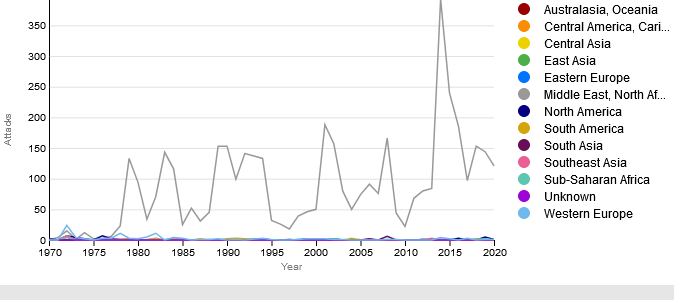 350
300
250
200
150
100
50
0
Attacks
1970 1975 1980 1985 1990 1995 2000 2005 2010 2015 2020
Year
Australasia, Oceania
Central America, Cari...
Central Asia
East Asia
Eastern Europe
Middle East, North Af...
North America
South America
South Asia
Southeast Asia
Sub-Saharan Africa
Unknown
Western Europe